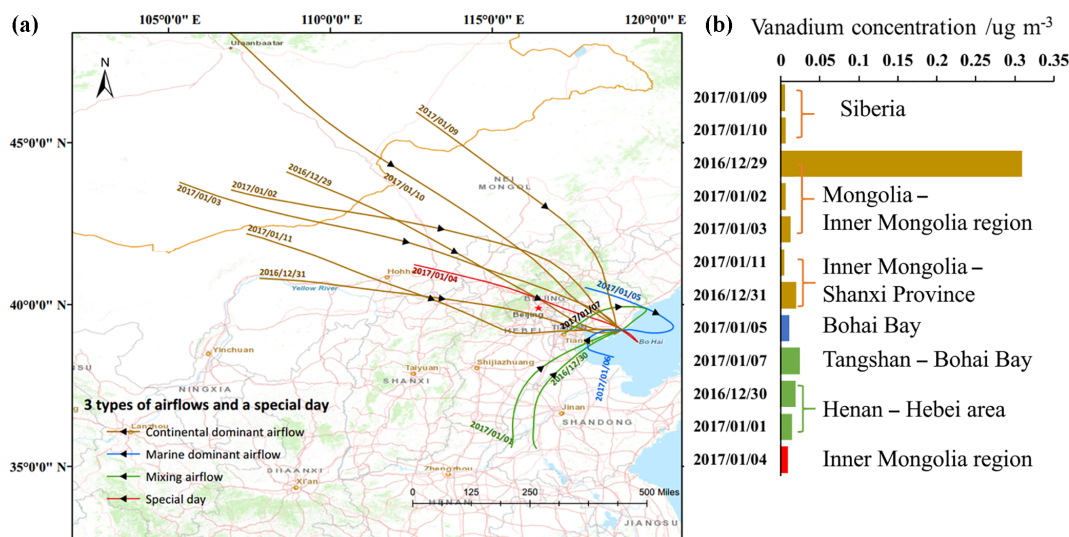 (a)
105°0'0" E
110°0'0" E
115°0'0" E
120°0'0" E
45°0'0" N
40°0'0" N
35°0'0" N
N
Ulaanbaatar
2017/01/09
2016/12/29
2017/01/10
NEI
MONGOL
2017/01/02
2017/01/03
2017/01/11
2016/12/31
2017/01/04
2017/01/05
Yellow River
BEIJING
Beijing
2017/01/07
HEBEI
Bo Hai
Yinchuan
Shijiazhuang
Taiyuan
2016/12/30
2017/01/06
NINGXIA
SHANXI
Jinan
SHANDONG
2017/01/01
Lanzhou
Zhengzhou
Xi'an
HENAN
JIANGSU
3 types of airflows and a special day
Continental dominant airflow
Marine dominant airflow
Mixing airflow
Special day
0 125 250 500 Miles
(b)
Vanadium concentration /ug m-3
0 0.05 0.1 0.15 0.2 0.25 0.3 0.35
2017/01/09
Siberia
2017/01/10
2016/12/29
2017/01/02
Mongolia –
Inner Mongolia region
2017/01/03
2017/01/11
Inner Mongolia –
Shanxi Province
2016/12/31
2017/01/05
Bohai Bay
2017/01/07
Tangshan – Bohai Bay
2016/12/30
Henan – Hebei area
2017/01/01
2017/01/04
Inner Mongolia region